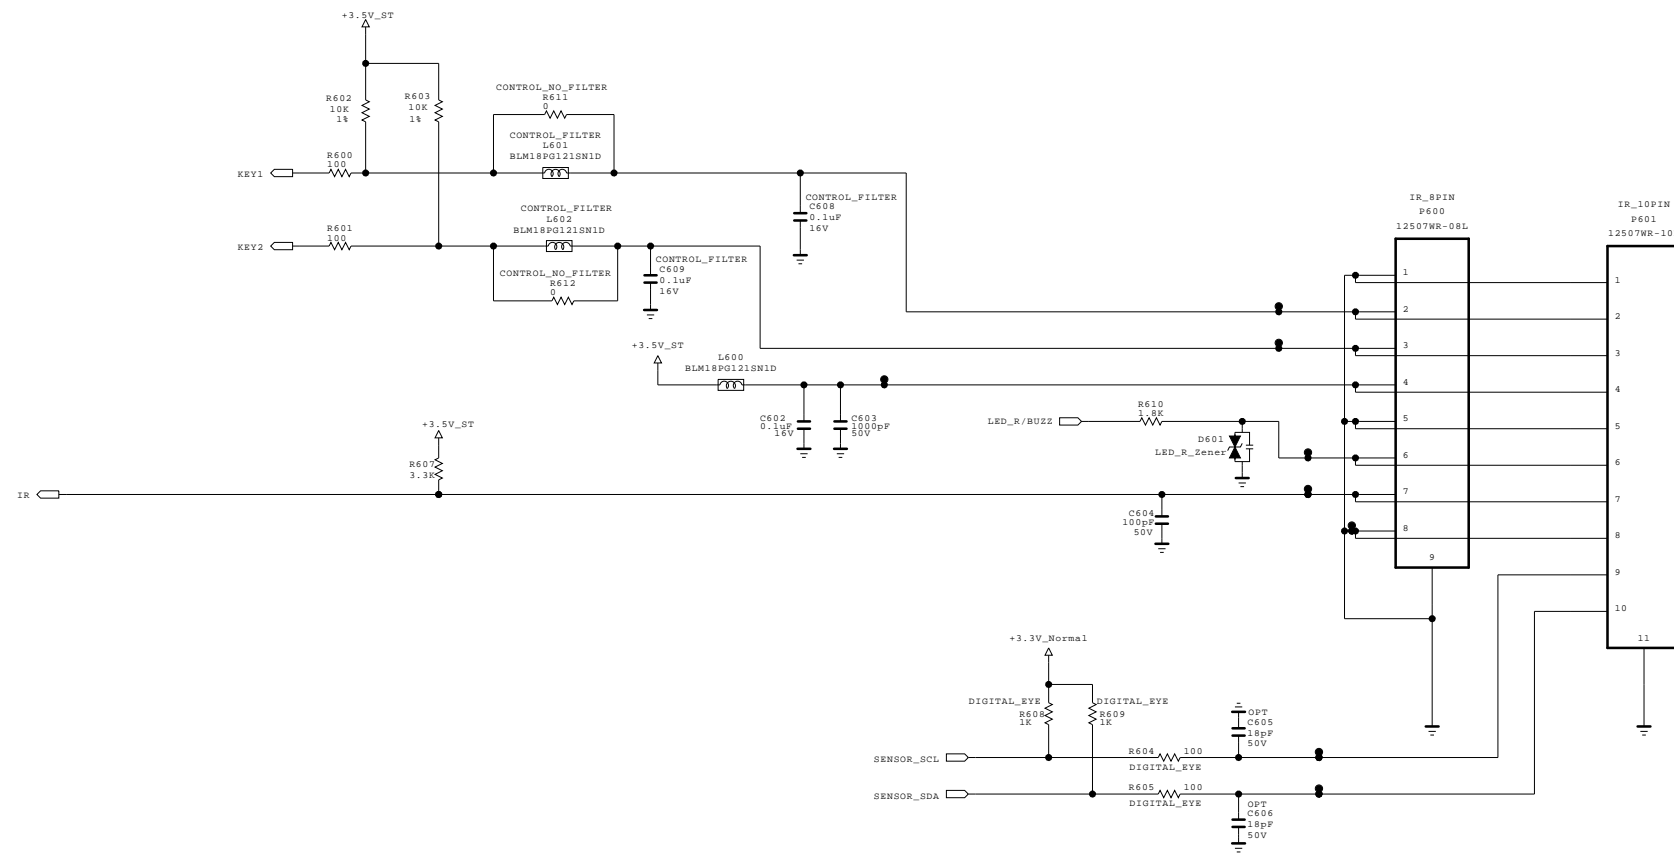 +3.5V_ST
R602
10K
1%
R603
10K
1%
CONTROL_NO_FILTER
R611
0
CONTROL_FILTER
L601
BLM18PG121SN1D
KEY1
R600
100
CONTROL_FILTER
C608
0.1uF
16V
KEY2
R601
100
CONTROL_FILTER
L602
BLM18PG121SN1D
CONTROL_NO_FILTER
R612
0
CONTROL_FILTER
C609
0.1uF
16V
+3.5V_ST
L600
BLM18PG121SN1D
C602
0.1uF
16V
C603
1000pF
50V
LED_R/BUZZ
R610
1.8K
D601
LED_R_Zener
+3.5V_ST
R607
3.3K
IR
C604
100pF
50V
IR_8PIN
P600
12507WR-08L
1
2
3
4
5
6
7
8
9
IR_10PIN
P601
12507WR-10
1
2
3
4
5
6
7
8
9
10
11
+3.3V_Normal
DIGITAL_EYE
R608
1K
DIGITAL_EYE
R609
1K
SENSOR_SCL
R604 100
DIGITAL_EYE
OPT
C605
18pF
50V
SENSOR_SDA
R605 100
DIGITAL_EYE
OPT
C606
18pF
50V